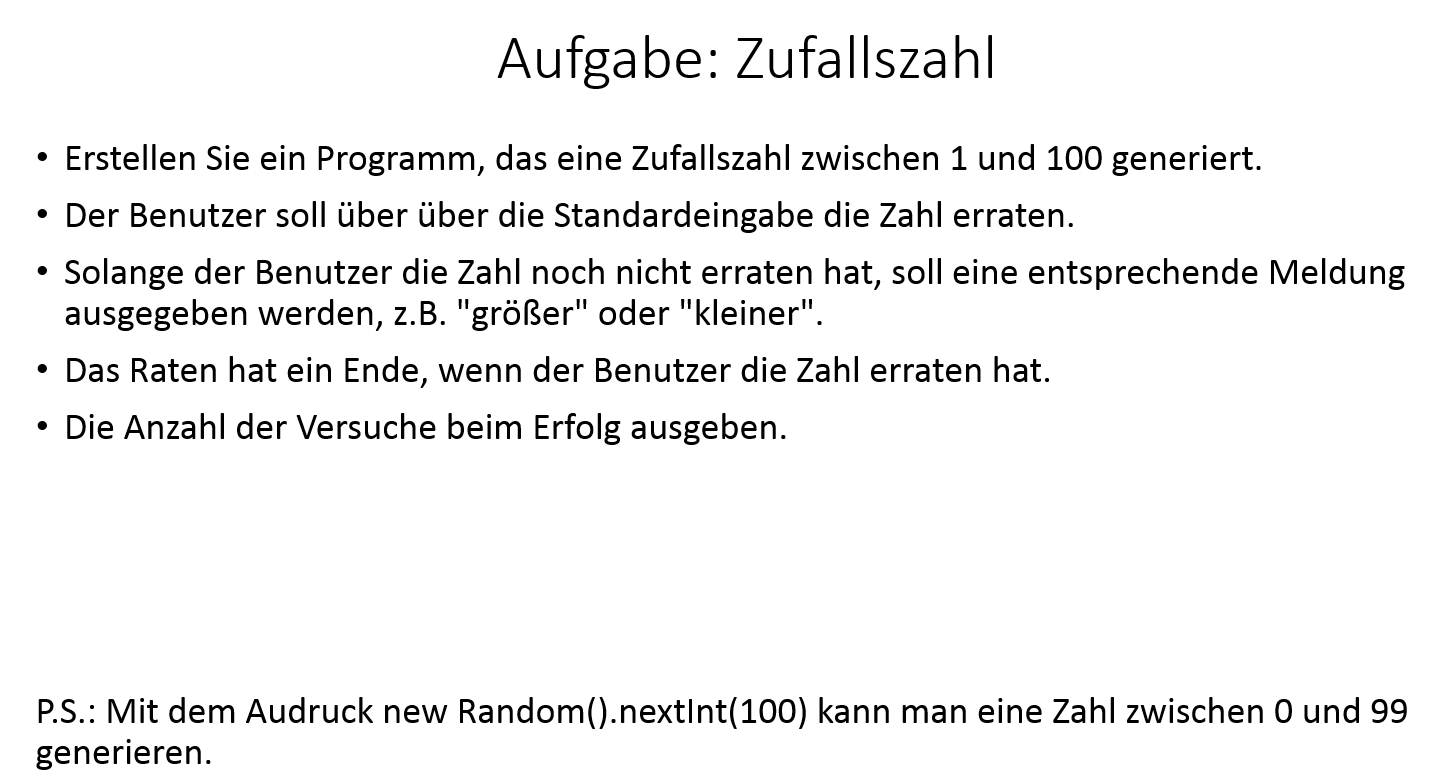 Aufgabe: Zufallszahl
• Erstellen Sie ein Programm, das eine Zufallszahl zwischen 1 und 100 generiert.
• Der Benutzer soll über über die Standardeingabe die Zahl erraten.
• Solange der Benutzer die Zahl noch nicht erraten hat, soll eine entsprechende Meldung
ausgegeben werden, z.B. "größer" oder "kleiner".
• Das Raten hat ein Ende, wenn der Benutzer die Zahl erraten hat.
• Die Anzahl der Versuche beim Erfolg ausgeben.
P.S.: Mit dem Audruck new Random().nextInt(100) kann man eine Zahl zwischen 0 und 99
generieren.